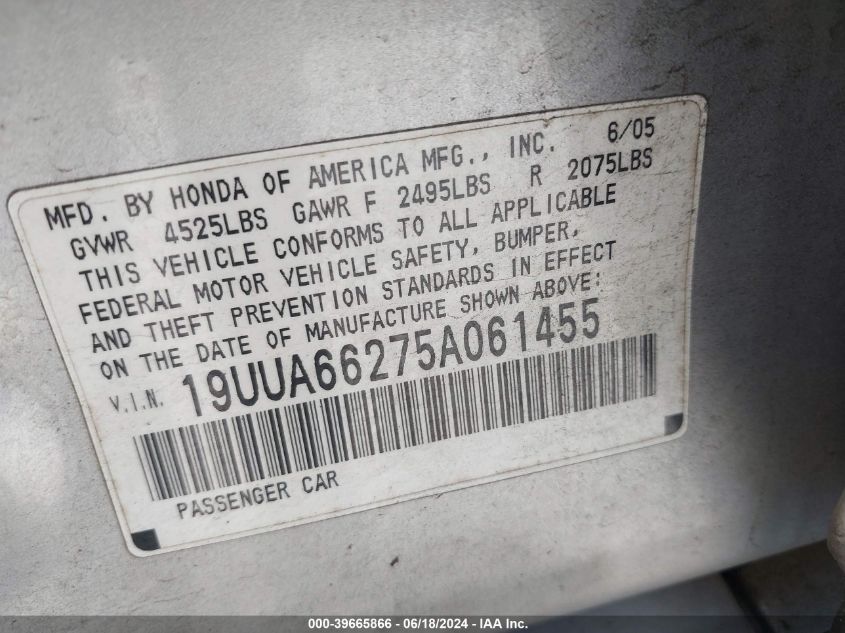 MFD. BY HONDA OF AMERICA MFG., INC. 6/05
GVWR 4525LBS GAWR F 2495LBS R 2075LBS
THIS VEHICLE CONFORMS TO ALL APPLICABLE
FEDERAL MOTOR VEHICLE SAFETY, BUMPER,
AND THEFT PREVENTION STANDARDS IN EFFECT
ON THE DATE OF MANUFACTURE SHOWN ABOVE:
V.I.N. 19UUA66275A061455
PASSENGER CAR
000-39665866 - 06/18/2024 - IAA Inc.